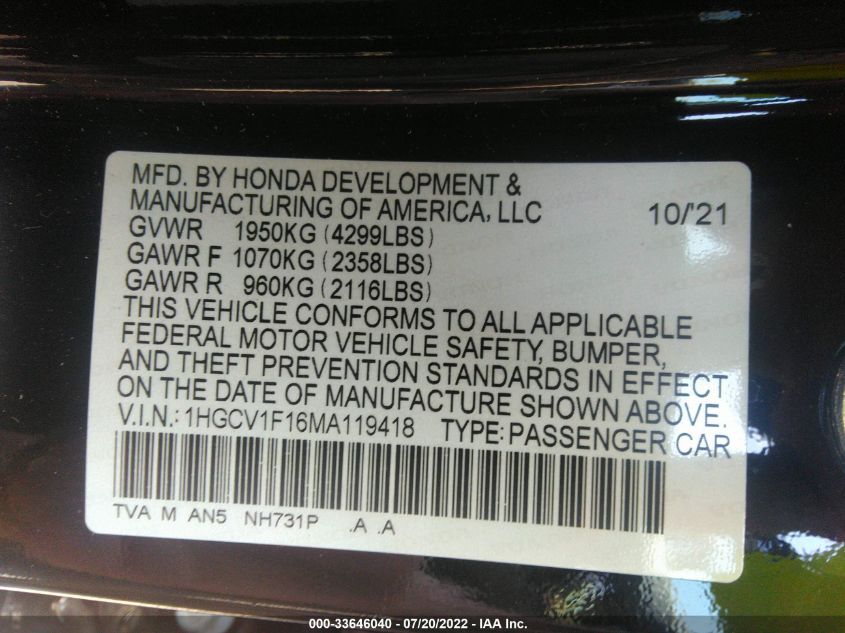 MFD. BY HONDA DEVELOPMENT &
MANUFACTURING OF AMERICA, LLC 10/'21
GVWR 1950KG (4299LBS)
GAWR F 1070KG (2358LBS)
GAWR R 960KG (2116LBS)
THIS VEHICLE CONFORMS TO ALL APPLICABLE
FEDERAL MOTOR VEHICLE SAFETY, BUMPER,
AND THEFT PREVENTION STANDARDS IN EFFECT
ON THE DATE OF MANUFACTURE SHOWN ABOVE.
V.I.N.: 1HGCV1F16MA119418 TYPE: PASSENGER CAR
TVA M AN5 NH731P .A .A
000-33646040 - 07/20/2022 - IAA Inc.